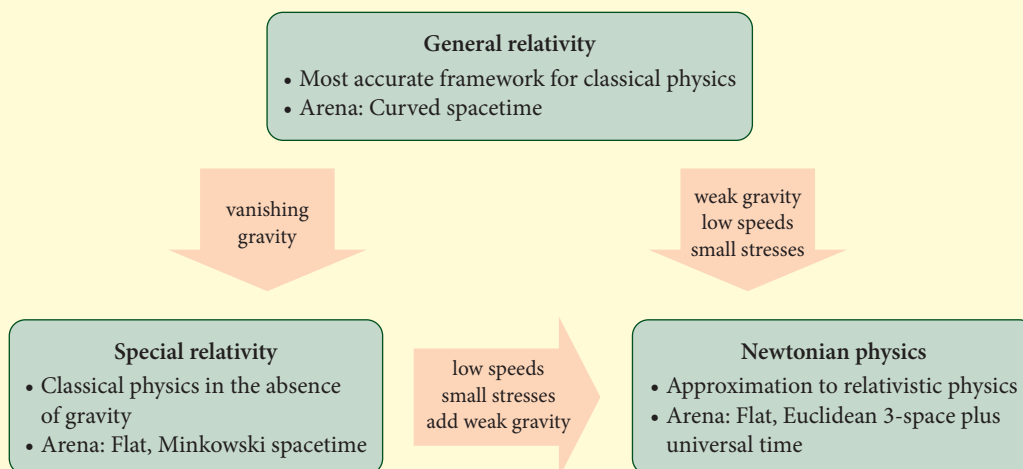 General relativity
• Most accurate framework for classical physics
• Arena: Curved spacetime
vanishing
gravity
weak gravity
low speeds
small stresses
Special relativity
• Classical physics in the absence
of gravity
• Arena: Flat, Minkowski spacetime
low speeds
small stresses
add weak gravity
Newtonian physics
• Approximation to relativistic physics
• Arena: Flat, Euclidean 3-space plus
universal time